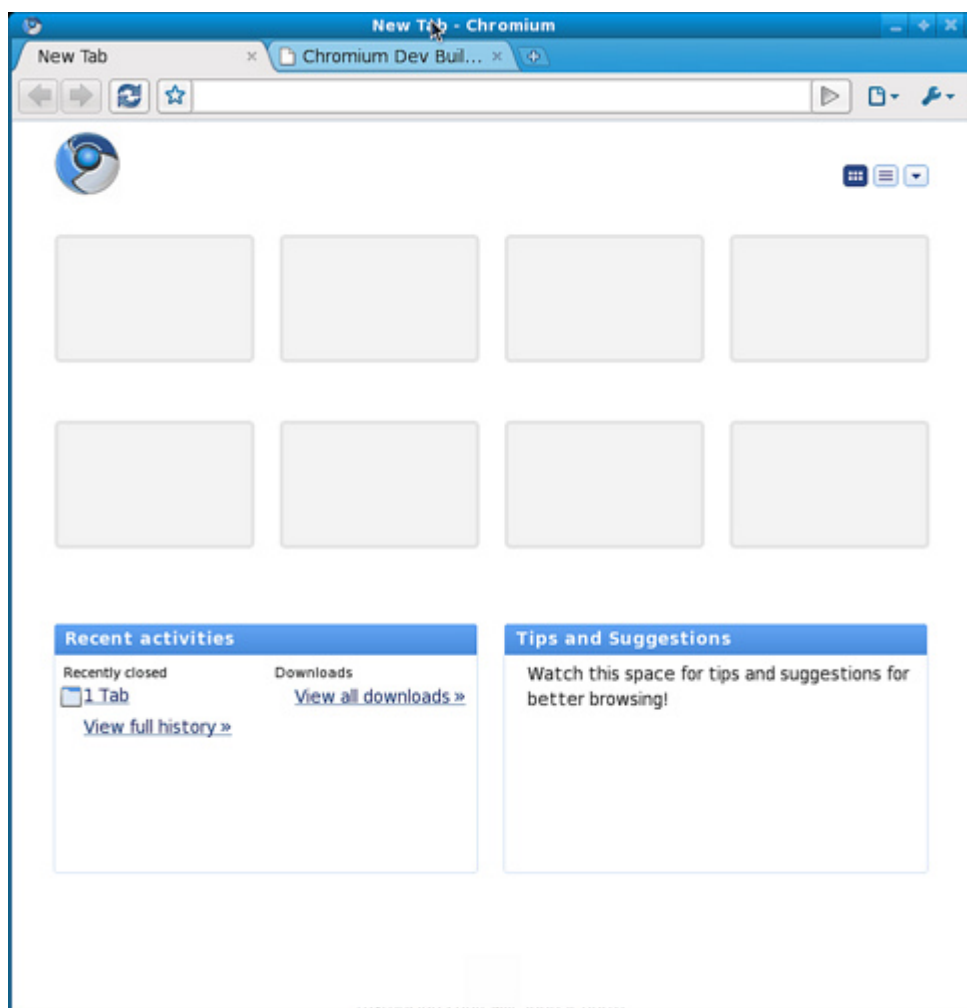 New Tab - Chromium
New Tab
Chromium Dev Buil...
Recent activities
Recently closed
1 Tab
View full history »
Downloads
View all downloads »
Tips and Suggestions
Watch this space for tips and suggestions for
better browsing!